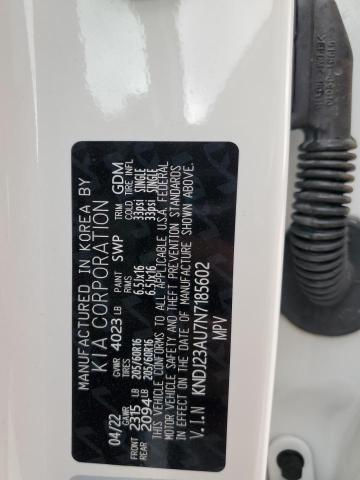 MANUFACTURED IN KOREA BY
KIA CORPORATION
04/22 GVWR 4023 LB PAINT SWP TRIM GDM
GAWR TIRES RIMS COLD TIRE INFL
FRONT 2315 LB 205/60R16 6.5Jx16 33psi SINGLE
REAR 2094 LB 205/60R16 6.5Jx16 33psi SINGLE
THIS VEHICLE CONFORMS TO ALL APPLICABLE U.S.A. FEDERAL
MOTOR VEHICLE SAFETY AND THEFT PREVENTION STANDARDS
IN EFFECT ON THE DATE OF MANUFACTURE SHOWN ABOVE.
V.I.N KNDJ23AU7N7185602
MPV